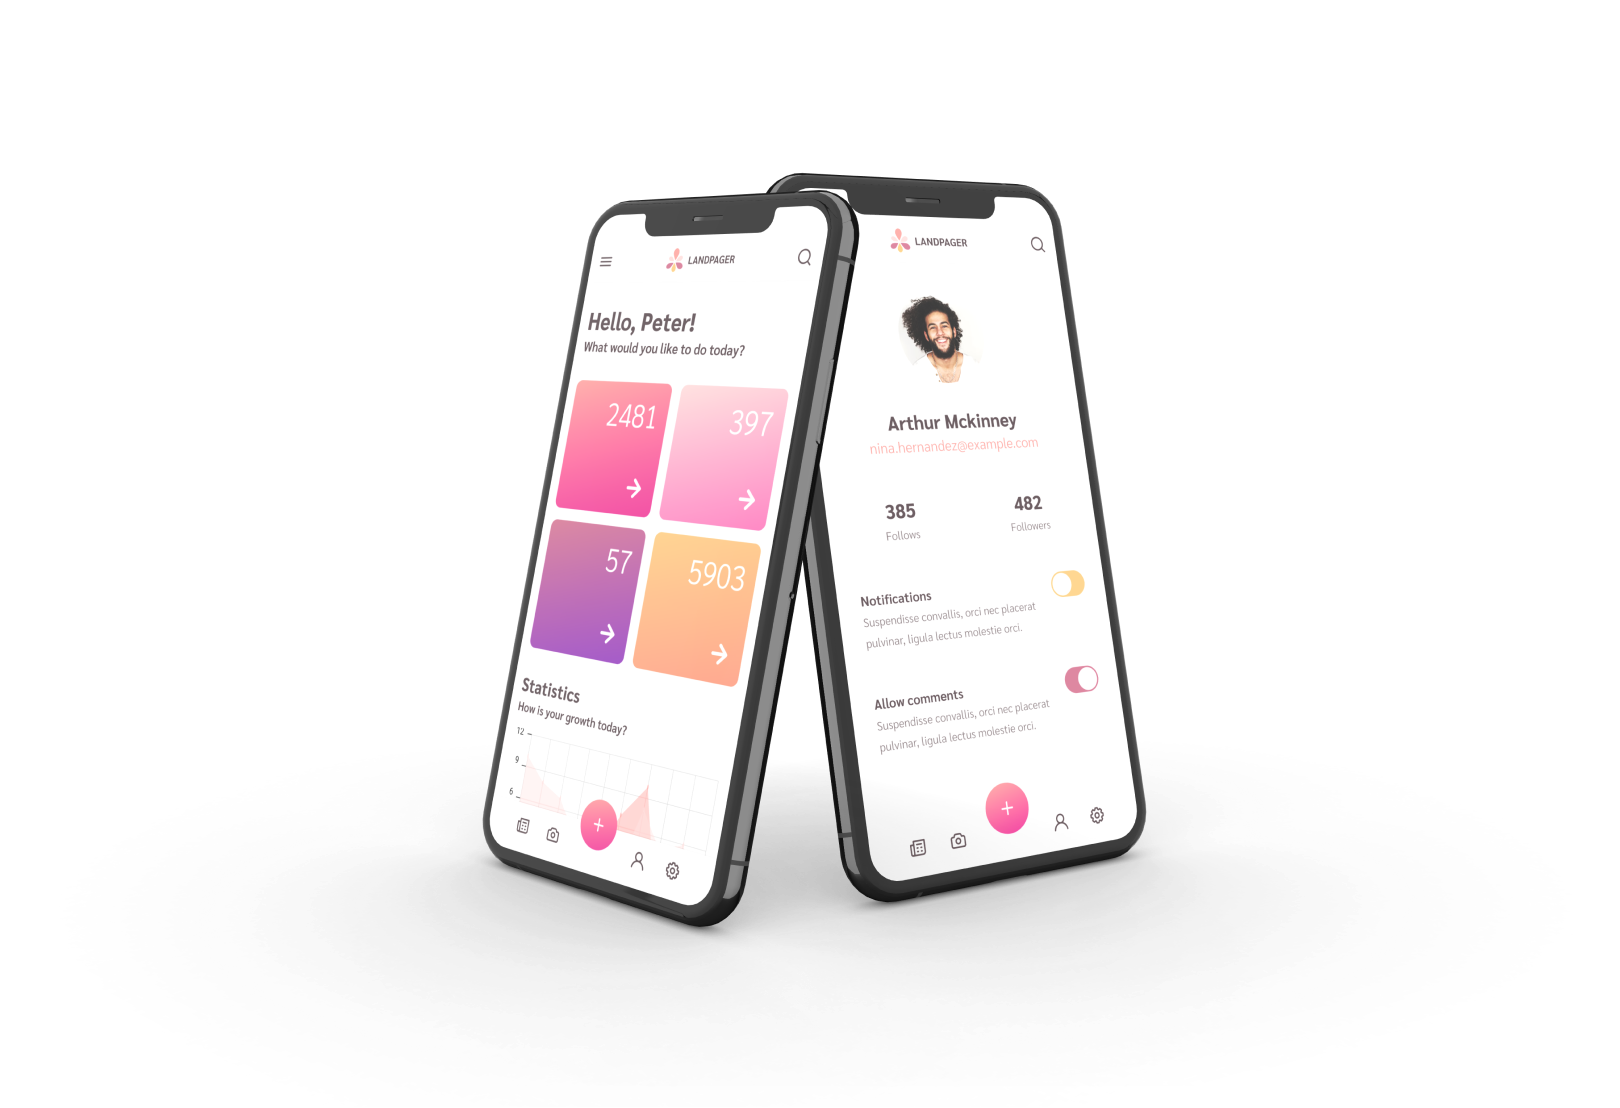 LANDPAGER
Hello, Peter!
What would you like to do today?
2481
397
57
5903
Statistics
How is your growth today?
12
9
6
LANDPAGER
Arthur Mckinney
nina.hernandez@example.com
385
482
Follows
Followers
Notifications
Suspendisse convallis, orci nec placerat
pulvinar, ligula lectus molestie orci.
Allow comments
Suspendisse convallis, orci nec placerat
pulvinar, ligula lectus molestie orci.